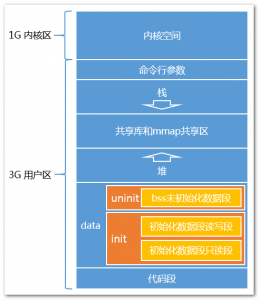 1G 内核区
内核空间
命令行参数
栈
共享库和mmap共享区
堆
3G 用户区
data
uninit
bss未初始化数据段
init
初始化数据段读写段
初始化数据段只读段
代码段